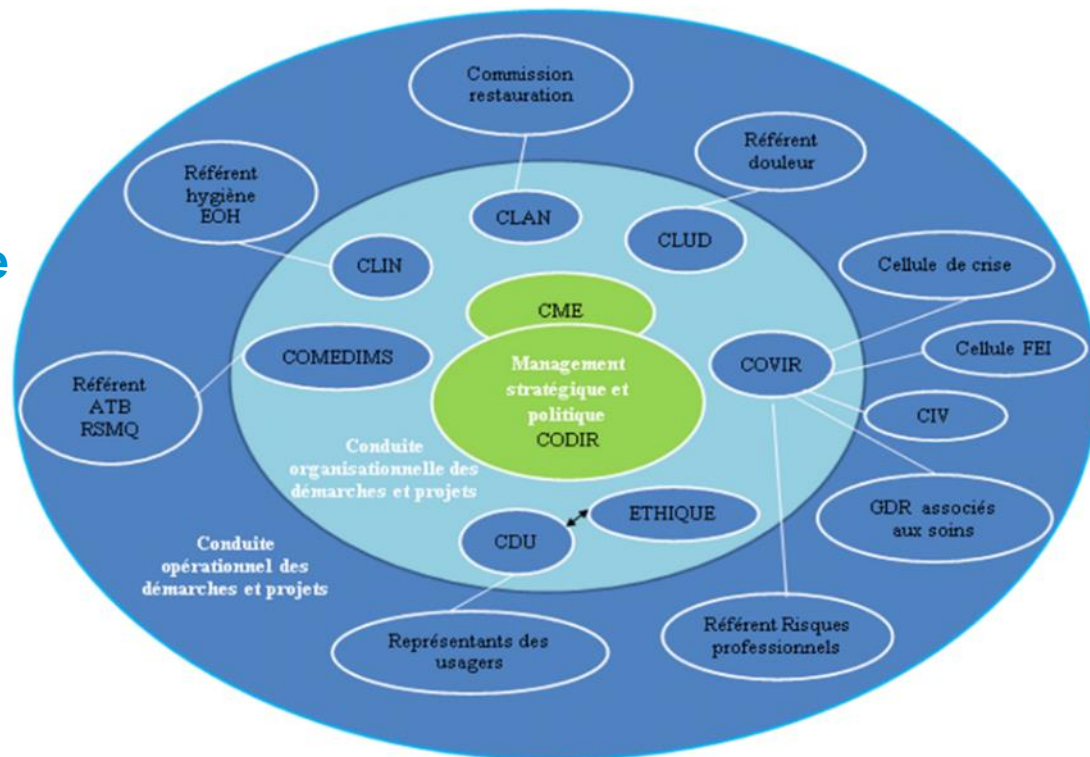 Commission
restauration
Référent
douleur
Référent
hygiène
EOH
CLAN
CLUD
e
CLIN
Cellule de crise
CME
COMEDIMS
COVIR
Cellule FEI
Management
stratégique et
politique
CODIR
Référent
ATB
RSMQ
CIV
Conduite
organisationnelle des
démarches et projets
GDR associés
aux soins
ETHIQUE
CDU
Conduite
opérationnel des
démarches et projets
Représentants des
usagers
Référent Risques
professionnels